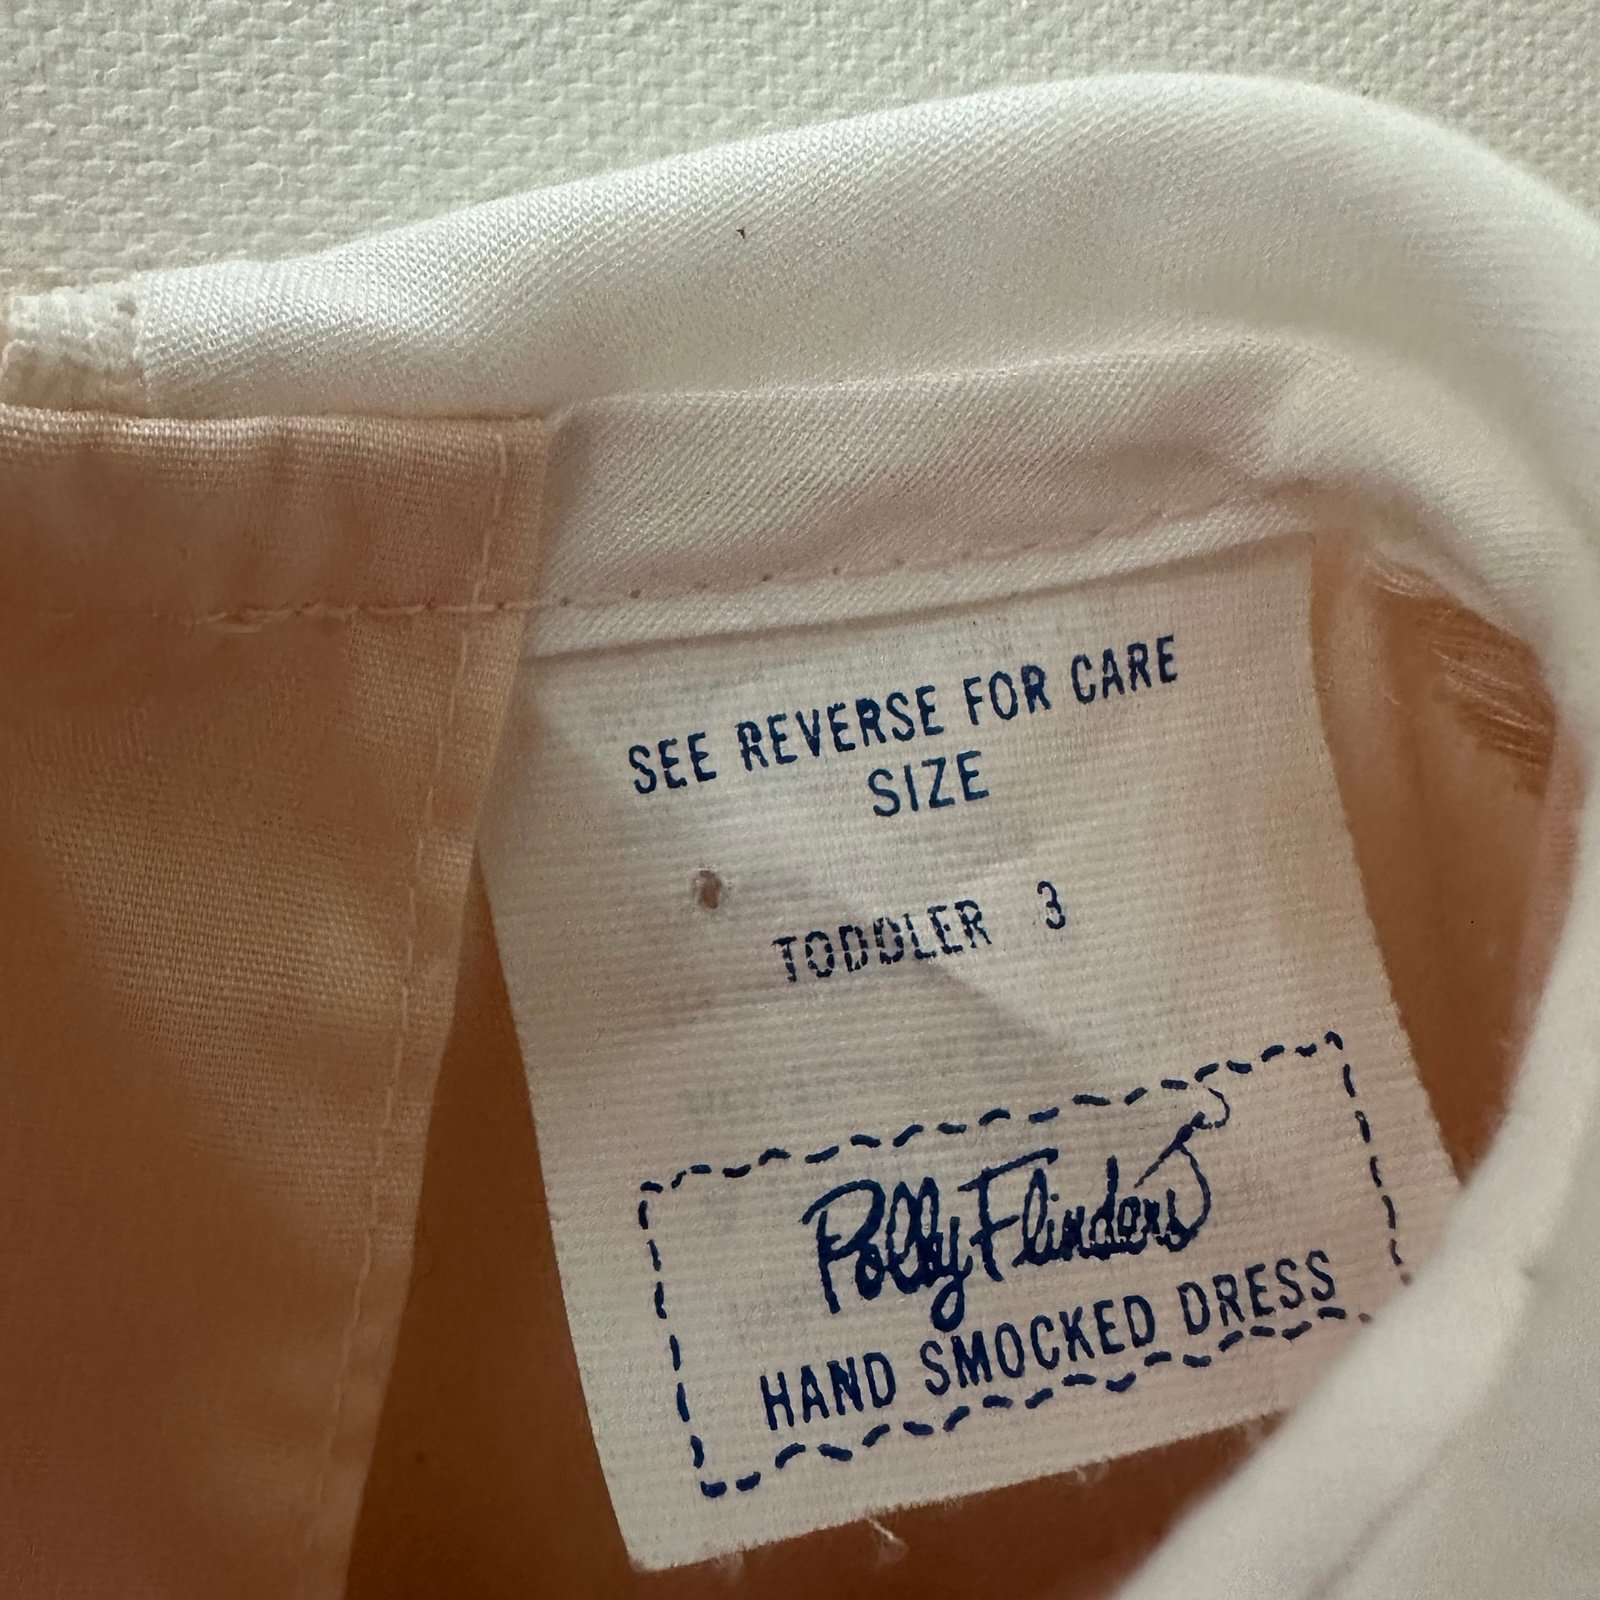 SEE REVERSE FOR CARE
SIZE
TODDLER 3
Polly Flinders
HAND SMOCKED DRESS